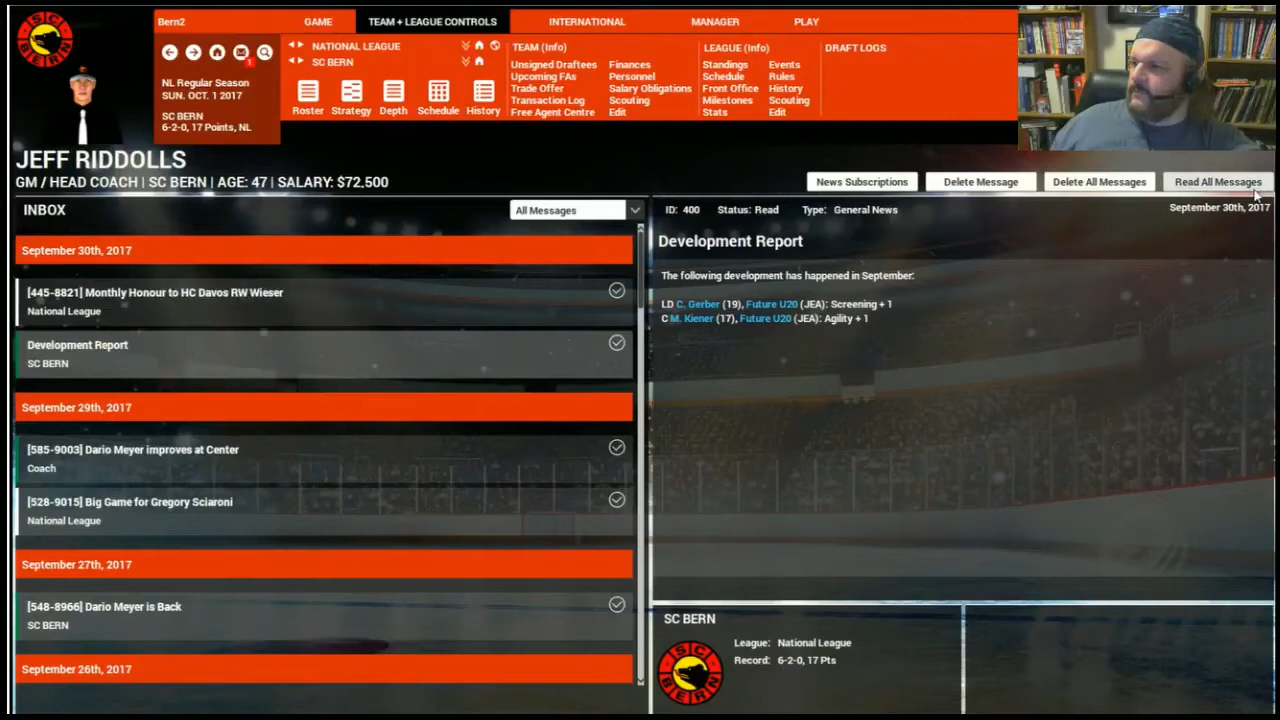 SC
BERN
Bern2
GAME
TEAM + LEAGUE CONTROLS
INTERNATIONAL
MANAGER
PLAY
1
NL Regular Season
SUN. OCT. 1 2017
SC BERN
6-2-0, 17 Points, NL
NATIONAL LEAGUE
SC BERN
Roster
Strategy
Depth
Schedule
History
TEAM (Info)
Unsigned Draftees
Upcoming FAs
Trade Offer
Transaction Log
Free Agent Centre
Finances
Personnel
Salary Obligations
Scouting
Edit
LEAGUE (Info)
Standings
Schedule
Front Office
Milestones
Stats
Events
Rules
History
Scouting
Edit
DRAFT LOGS
JEFF RIDDOLLS
GM / HEAD COACH | SC BERN | AGE: 47 | SALARY: $72,500
News Subscriptions
Delete Message
Delete All Messages
Read All Messages
INBOX
All Messages
September 30th, 2017
[445-8821] Monthly Honour to HC Davos RW Wieser
National League
Development Report
SC BERN
September 29th, 2017
[585-9003] Dario Meyer improves at Center
Coach
[528-9015] Big Game for Gregory Sciaroni
National League
September 27th, 2017
[548-8966] Dario Meyer is Back
SC BERN
September 26th, 2017
ID: 400 Status: Read Type: General News
September 30th, 2017
Development Report
The following development has happened in September:
LD C. Gerber (19), Future U20 (JEA): Screening + 1
C M. Kiener (17), Future U20 (JEA): Agility + 1
SC BERN
SC
BERN
League: National League
Record: 6-2-0, 17 Pts